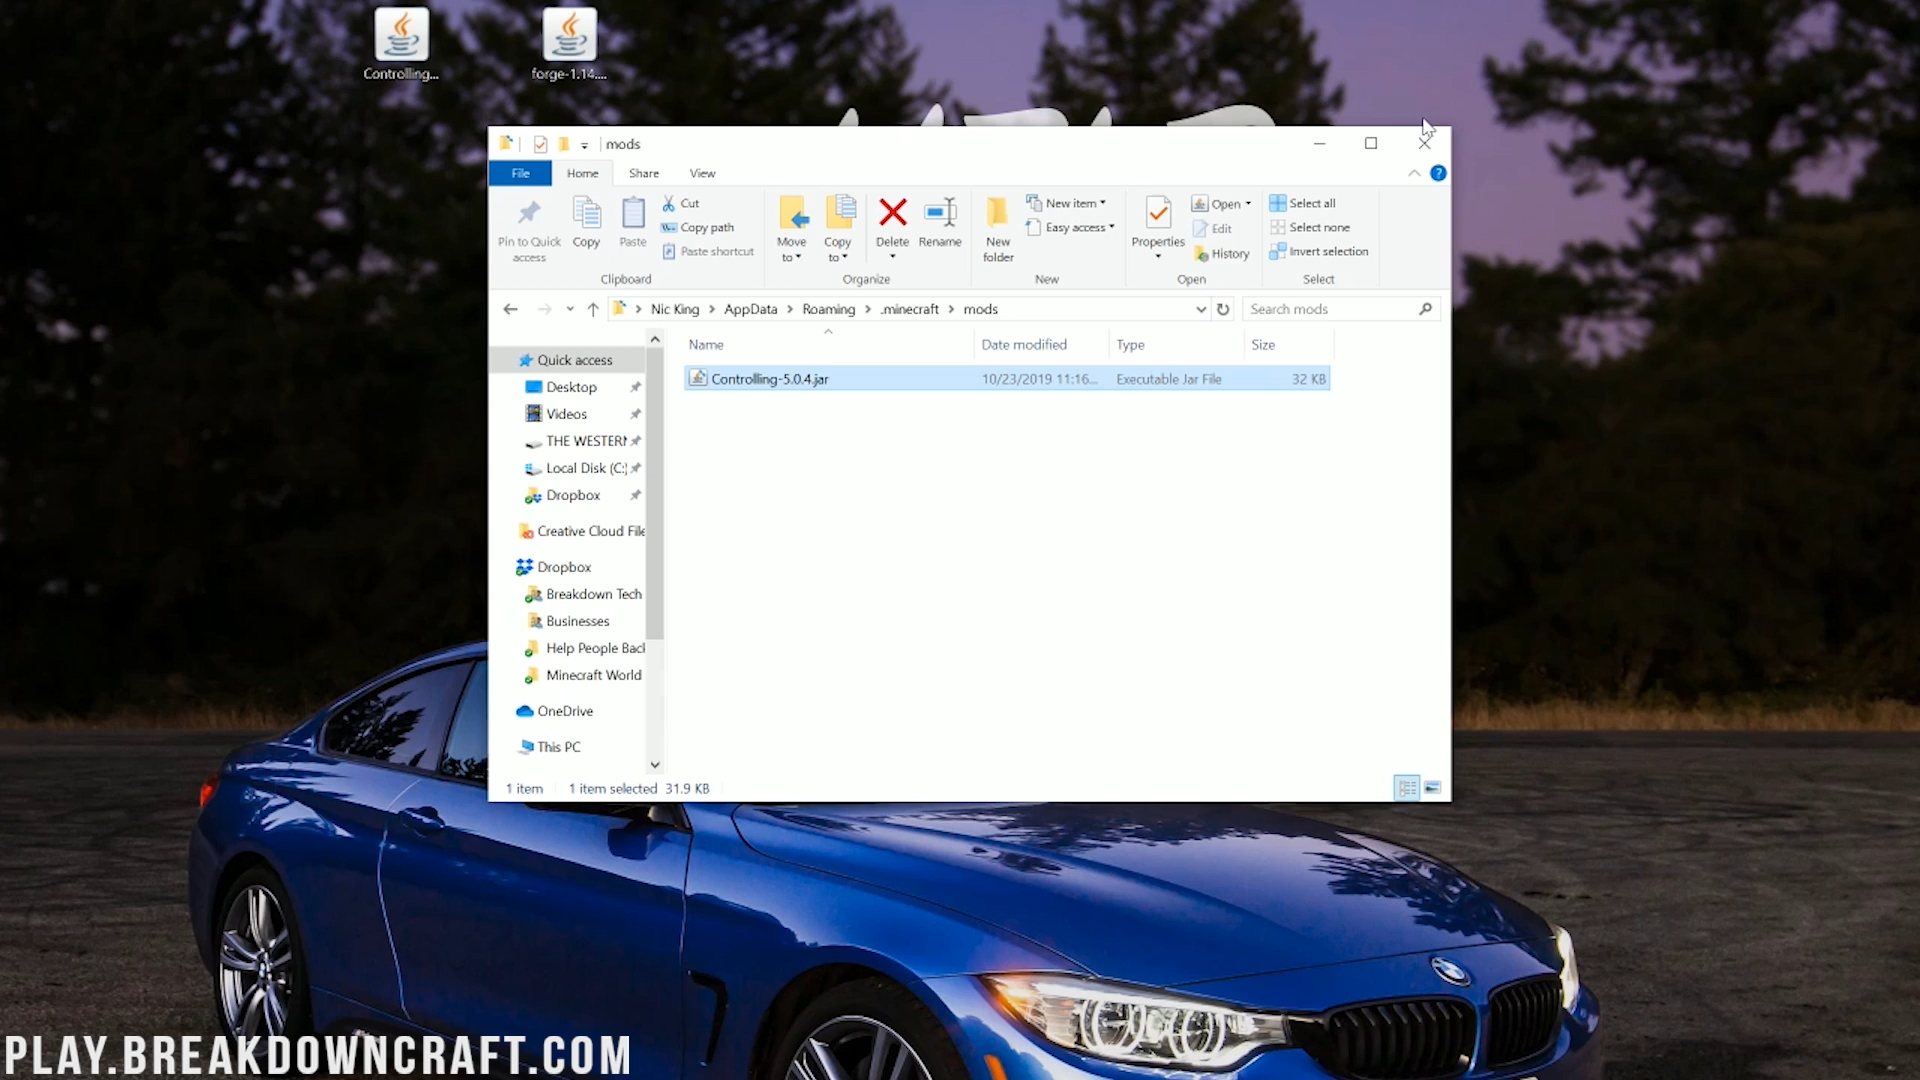 Controlling...
forge-1.14....
mods
File
Home
Share
View
Pin to Quick access
Copy
Paste
Cut
Copy path
Paste shortcut
Clipboard
Move to
Copy to
Delete
Rename
Organize
New folder
New item
Easy access
New
Properties
Open
Edit
History
Open
Select all
Select none
Invert selection
Select
Nic King
AppData
Roaming
.minecraft
mods
Search mods
Name
Date modified
Type
Size
Controlling-5.0.4.jar
10/23/2019 11:16...
Executable Jar File
32 KB
Quick access
Desktop
Videos
THE WESTERN
Local Disk (C:)
Dropbox
Creative Cloud File
Dropbox
Breakdown Tech
Businesses
Help People Back
Minecraft World
OneDrive
This PC
1 item
1 item selected 31.9 KB
PLAY.BREAKDOWNCRAFT.COM